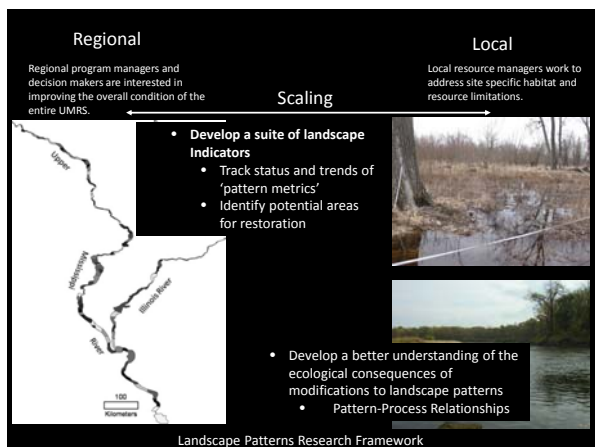 Regional
Regional program managers and
decision makers are interested in
improving the overall condition of the
entire UMRS.
Scaling
Local
Local resource managers work to
address site specific habitat and
resource limitations.
• Develop a suite of landscape
Indicators
• Track status and trends of
'pattern metrics'
• Identify potential areas
for restoration
Upper
Mississippi
River
Illinois River
100
Kilometers
• Develop a better understanding of the
ecological consequences of
modifications to landscape patterns
• Pattern-Process Relationships
Landscape Patterns Research Framework